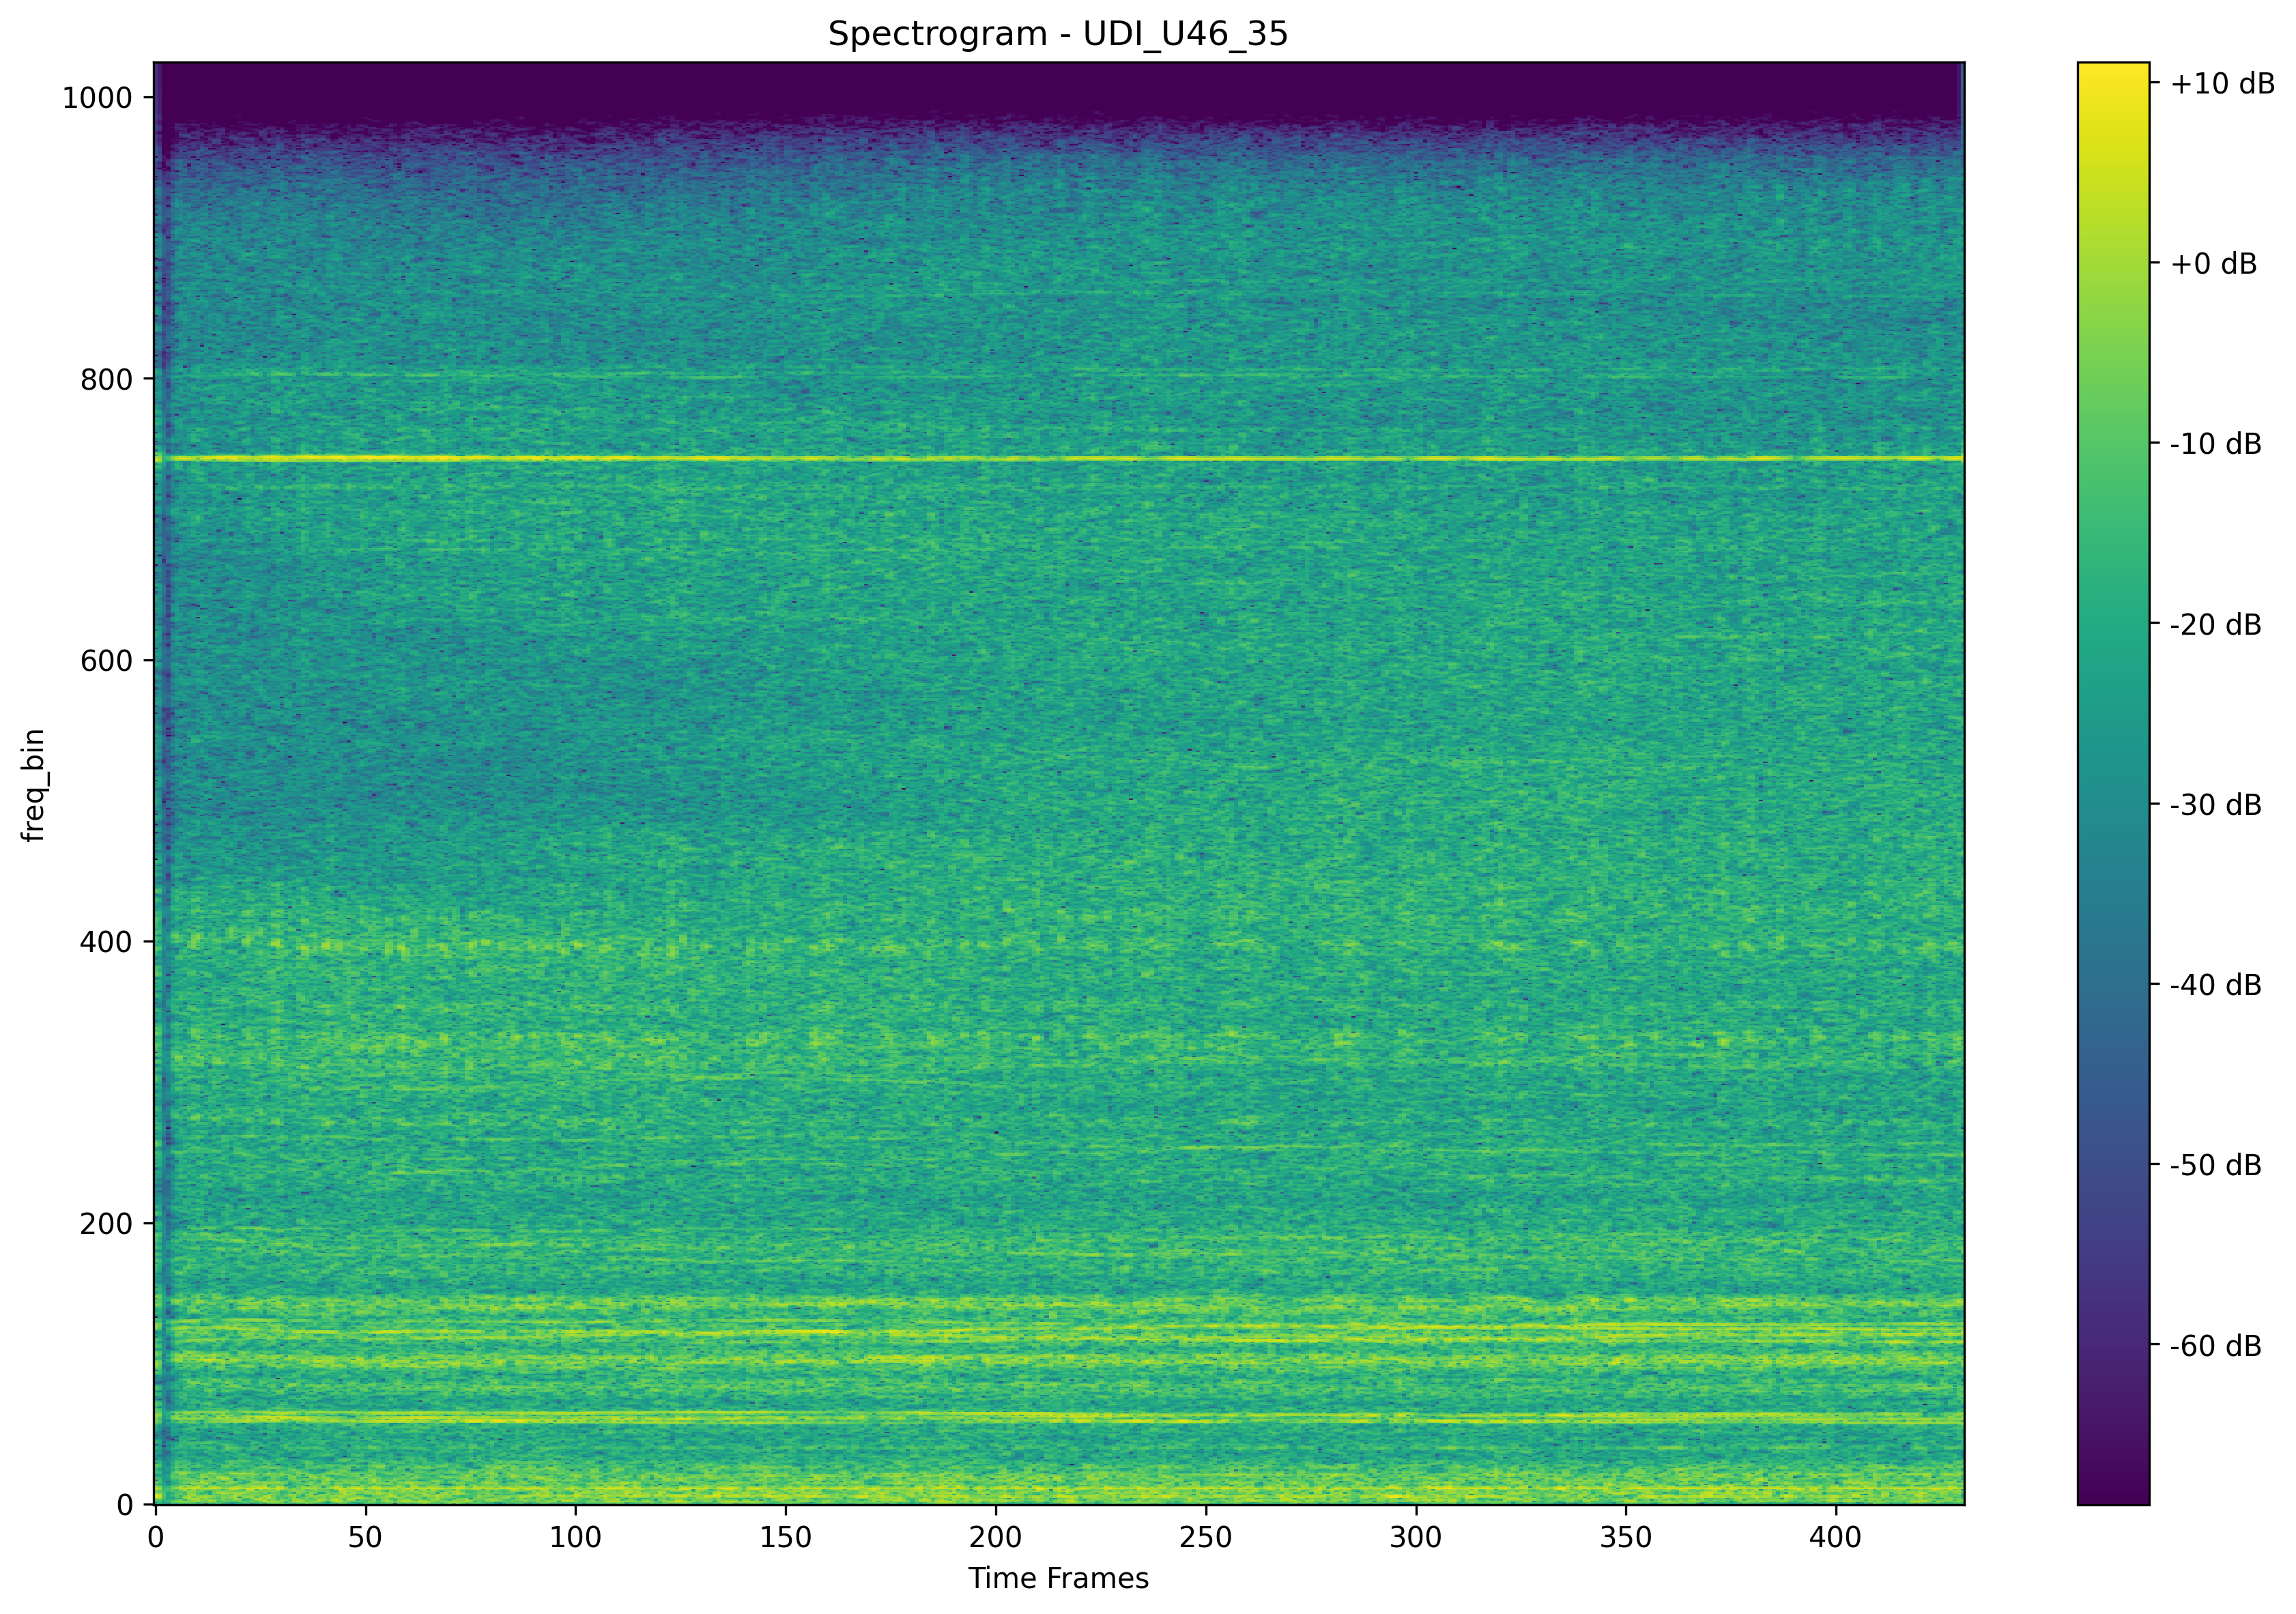 Spectrogram - UDI_U46_35
1000
800
600
400
200
0
freq_bin
0 50 100 150 200 250 300 350 400
Time Frames
+10 dB
+0 dB
-10 dB
-20 dB
-30 dB
-40 dB
-50 dB
-60 dB